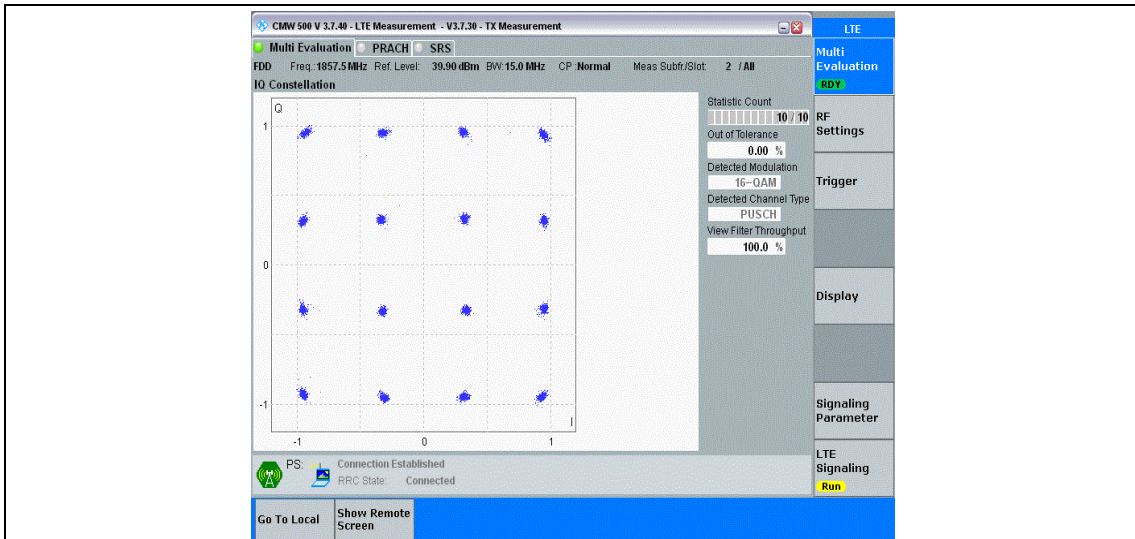 CMW 500 V 3.7.40 - LTE Measurement - V3.7.30 - TX Measurement
LTE
Multi Evaluation PRACH SRS
FDD Freq.:1857.5 MHz Ref. Level: 39.90 dBm BW:15.0 MHz CP :Normal Meas Subfr./Slot: 2 / All
IQ Constellation
Q
1
0
-1
-1 0 1
I
Statistic Count
10 / 10
Out of Tolerance
0.00 %
Detected Modulation
16-QAM
Detected Channel Type
PUSCH
View Filter Throughput
100.0 %
Multi
Evaluation
RDY
RF
Settings
Trigger
Display
Signaling
Parameter
LTE
Signaling
Run
PS: Connection Established
RRC State: Connected
Go To Local
Show Remote
Screen